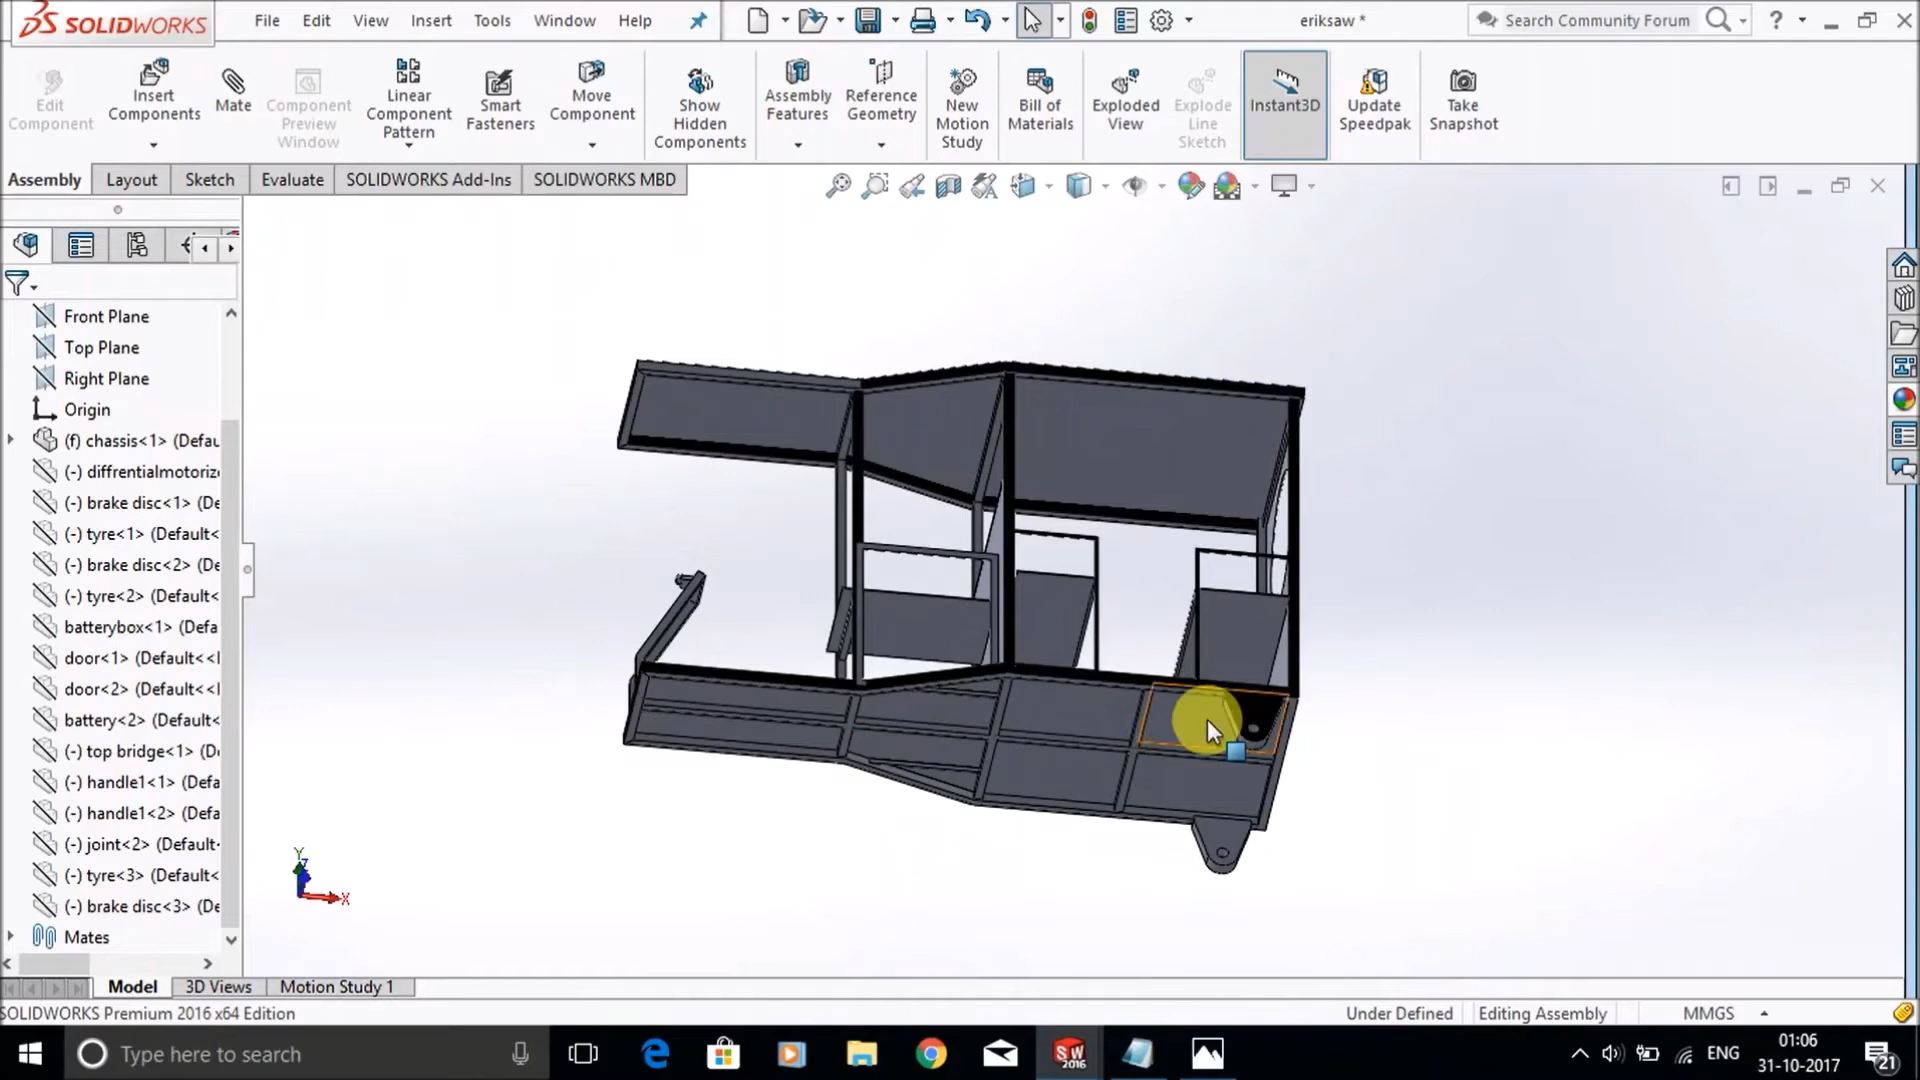 SOLIDWORKS
File Edit View Insert Tools Window Help
eriksaw *
Search Community Forum
?
Edit Component
Insert Components
Mate
Component Preview Window
Linear Component Pattern
Smart Fasteners
Move Component
Show Hidden Components
Assembly Features
Reference Geometry
New Motion Study
Bill of Materials
Exploded View
Explode Line Sketch
Instant3D
Update Speedpak
Take Snapshot
Assembly Layout Sketch Evaluate SOLIDWORKS Add-Ins SOLIDWORKS MBD
Front Plane
Top Plane
Right Plane
Origin
(f) chassis<1> (Defau
(-) diffrentialmotoriz
(-) brake disc<1> (De
(-) tyre<1> (Default<
(-) brake disc<2> (De
(-) tyre<2> (Default<
batterybox<1> (Defa
door<1> (Default<<
door<2> (Default<<
battery<2> (Default<
(-) top bridge<1> (De
(-) handle1<1> (Defa
(-) handle1<2> (Defa
(-) joint<2> (Default
(-) tyre<3> (Default<
(-) brake disc<3> (De
Mates
Y
Z
X
Model 3D Views Motion Study 1
SOLIDWORKS Premium 2016 x64 Edition
Under Defined Editing Assembly MMGS
Type here to search
SW
2016
ENG
01:06
31-10-2017
21